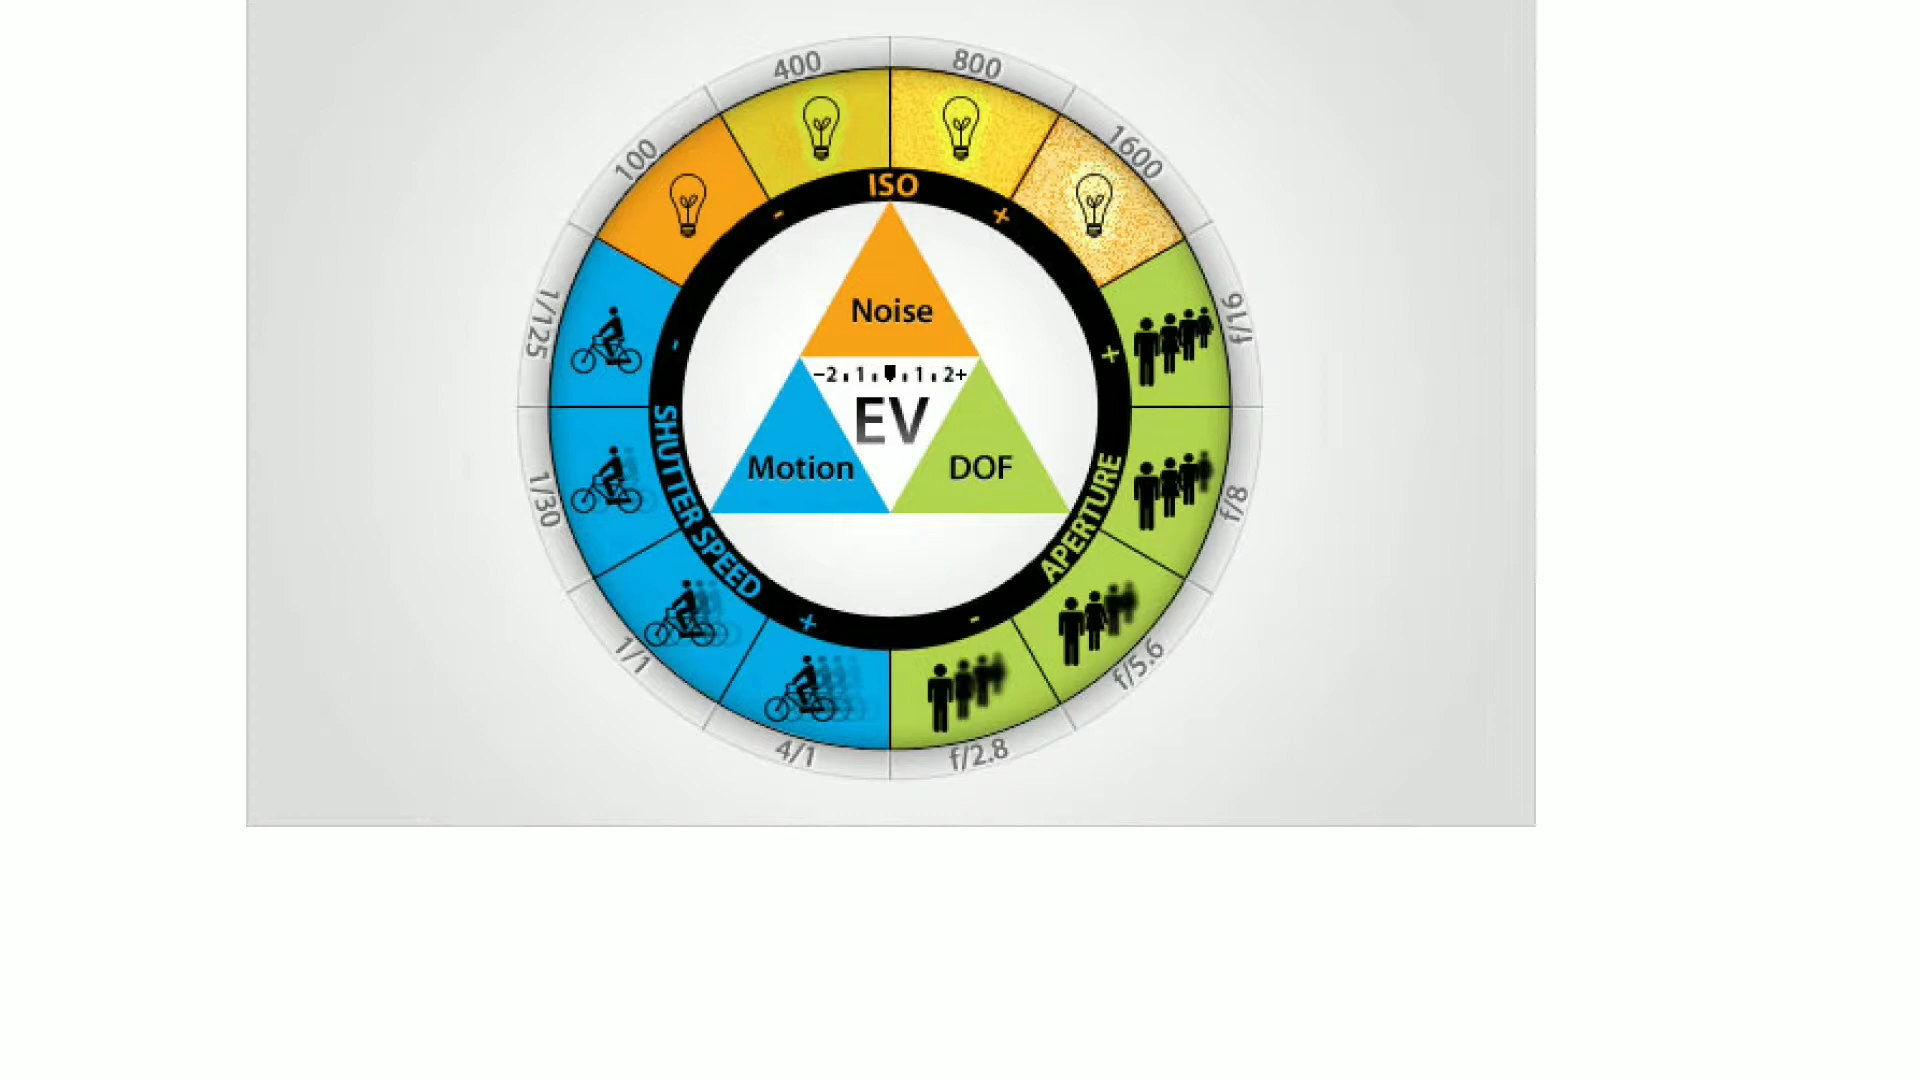 400
800
100
1600
ISO
-
+
1/125
-
Noise
+
f/16
−2 1 1 2+
EV
SHUTTER SPEED
Motion
DOF
APERTURE
1/30
f/8
1/1
+
-
f/5.6
4/1
f/2.8